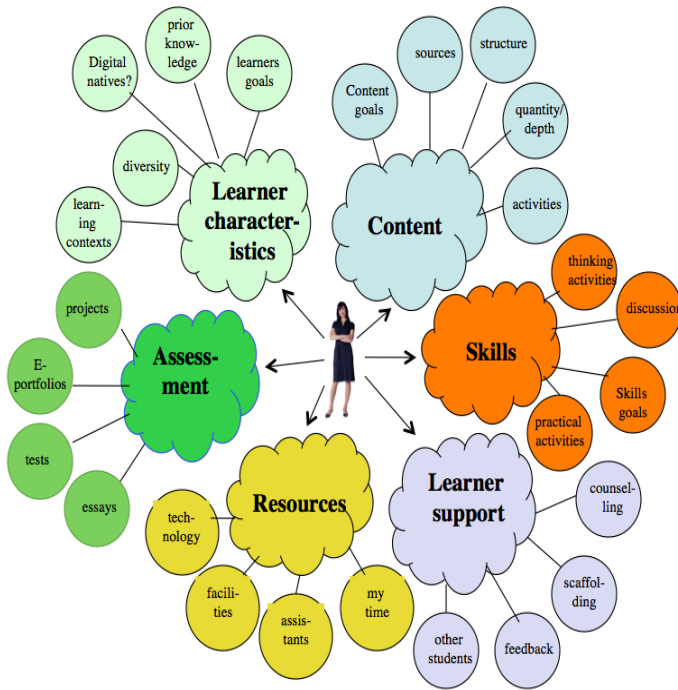 prior
know-
ledge
Digital
natives?
learners
goals
diversity
learn-
ing
contexts
Learner
character-
istics
Content
goals
sources
structure
quantity/
depth
activities
Content
thinking
activities
discussion
Skills
goals
practical
activities
Skills
projects
E-
portfolios
tests
essays
Assess-
ment
Resources
tech-
nology
facili-
ties
assis-
tants
my
time
Learner
support
counsel-
ling
scaffol-
ding
feedback
other
students